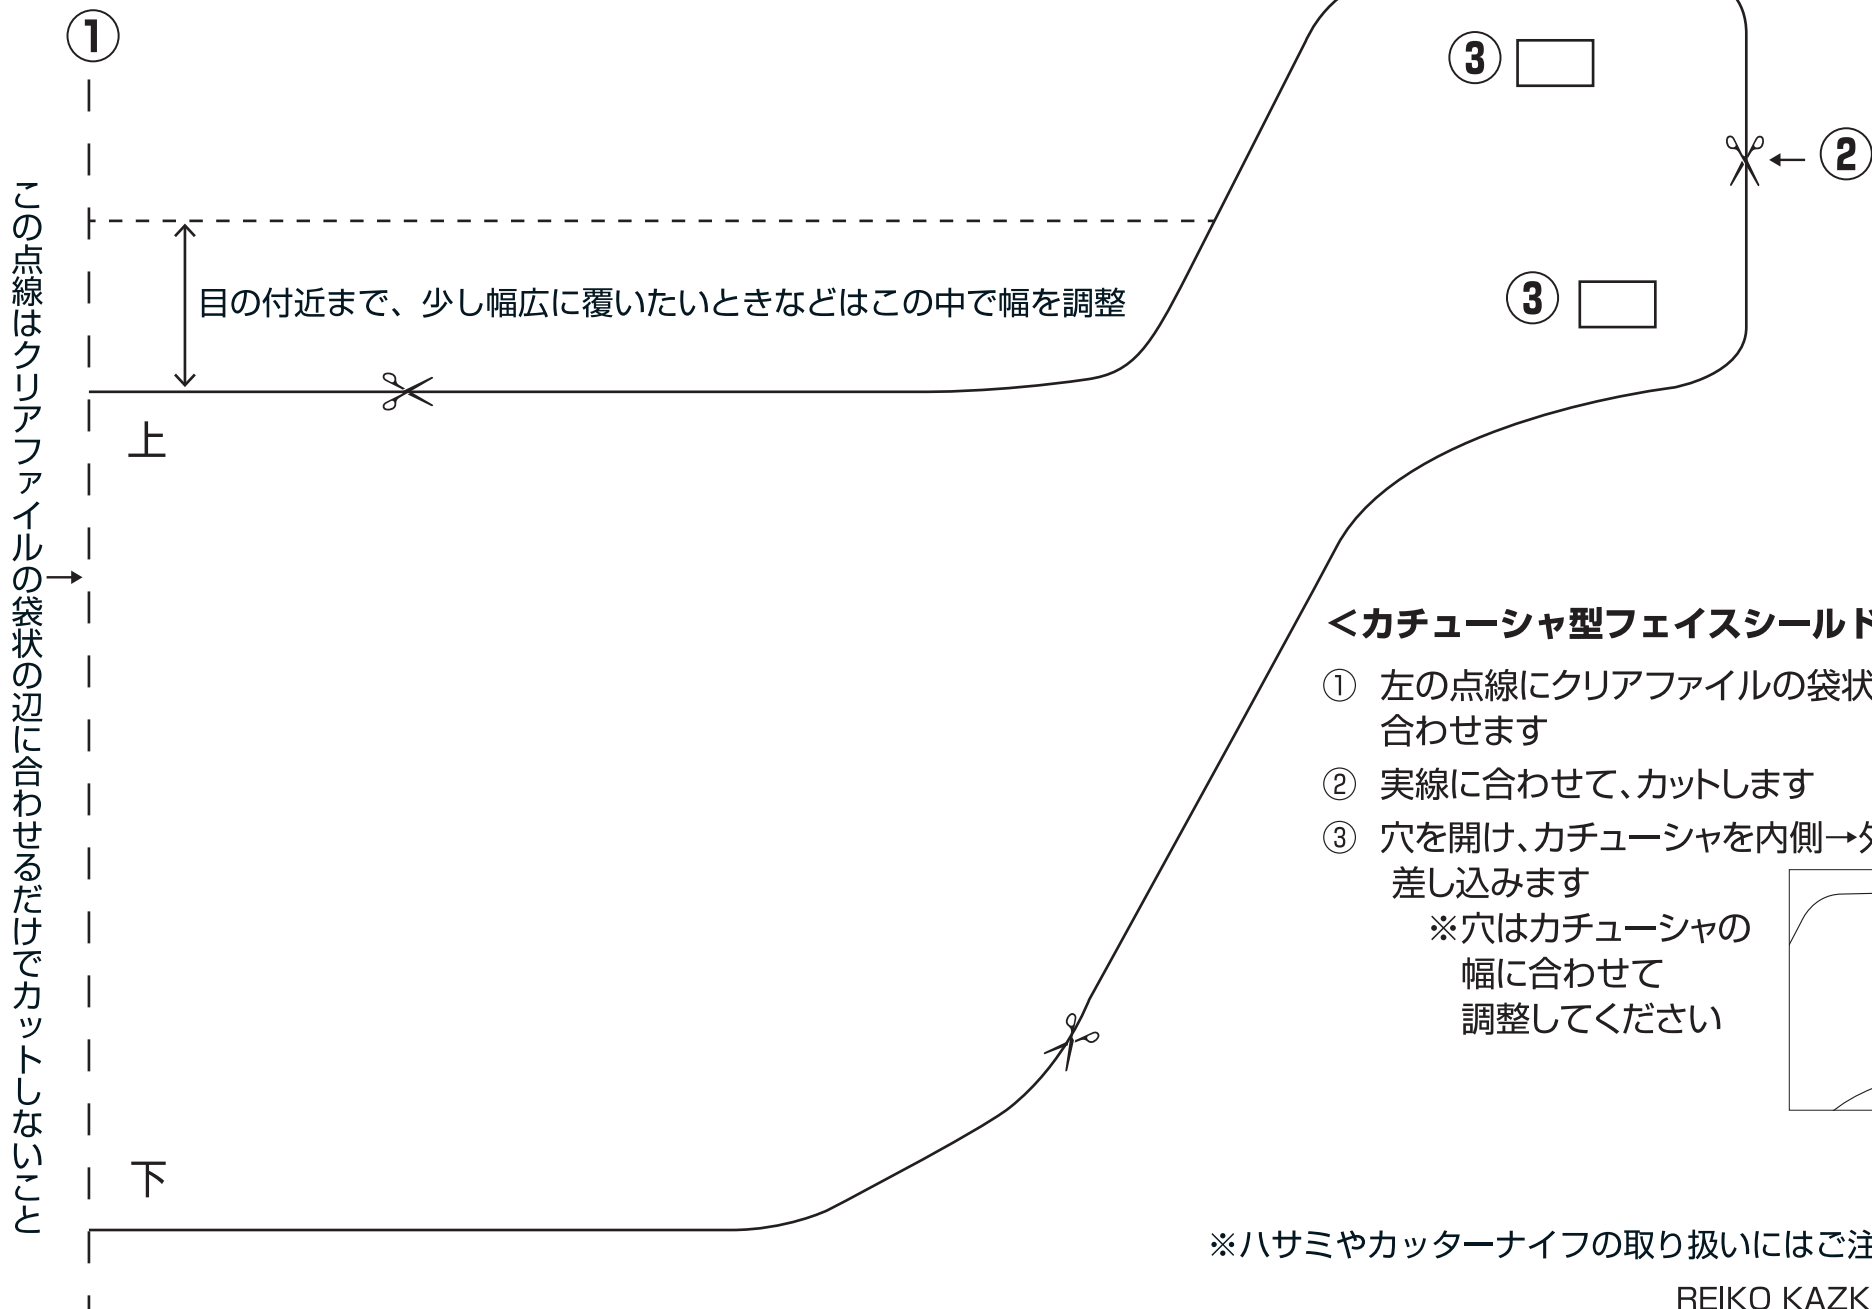 ①
この点線はクリアファイルの袋状の辺に合わせるだけでカットしないこと
→
③
② 
目の付近まで、少し幅広に覆いたいときなどはこの中で幅を調整
③
上
下
＜カチューシャ型フェイスシールド
① 左の点線にクリアファイルの袋状
合わせます
② 実線に合わせて、カットします
③ 穴を開け、カチューシャを内側→
差し込みます
※穴はカチューシャの
幅に合わせて
調整してください
※ハサミやカッターナイフの取り扱いにはご注
REIKO KAZK